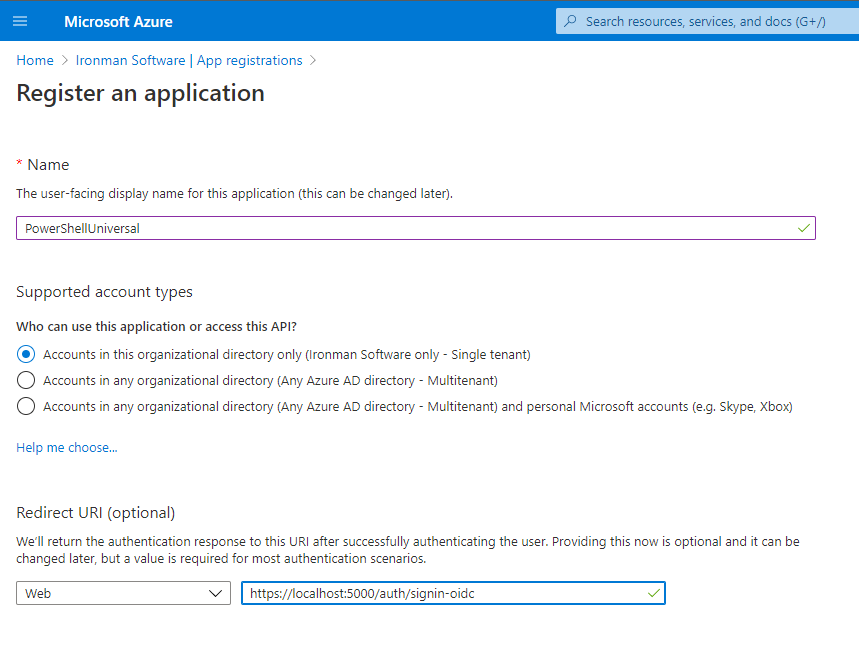 Microsoft Azure
Search resources, services, and docs (G+/)
Home > Ironman Software | App registrations >
Register an application
* Name
The user-facing display name for this application (this can be changed later).
PowerShellUniversal
Supported account types
Who can use this application or access this API?
Accounts in this organizational directory only (Ironman Software only - Single tenant)
Accounts in any organizational directory (Any Azure AD directory - Multitenant)
Accounts in any organizational directory (Any Azure AD directory - Multitenant) and personal Microsoft accounts (e.g. Skype, Xbox)
Help me choose...
Redirect URI (optional)
We'll return the authentication response to this URI after successfully authenticating the user. Providing this now is optional and it can be
changed later, but a value is required for most authentication scenarios.
Web
https://localhost:5000/auth/signin-oidc